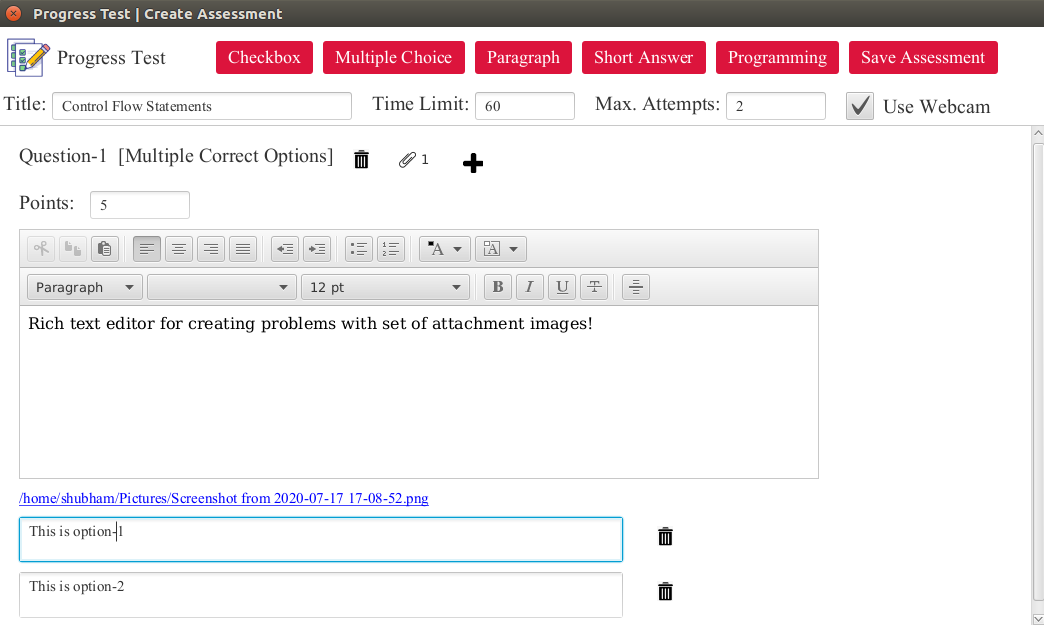 Progress Test | Create Assessment
Progress Test Checkbox Multiple Choice Paragraph Short Answer Programming Save Assessment
Title: Control Flow Statements Time Limit: 60 Max. Attempts: 2 Use Webcam
Question-1 [Multiple Correct Options] 1
Points: 5
A A
Paragraph 12 pt B I U T
Rich text editor for creating problems with set of attachment images!
/home/shubham/Pictures/Screenshot from 2020-07-17 17-08-52.png
This is option-1
This is option-2